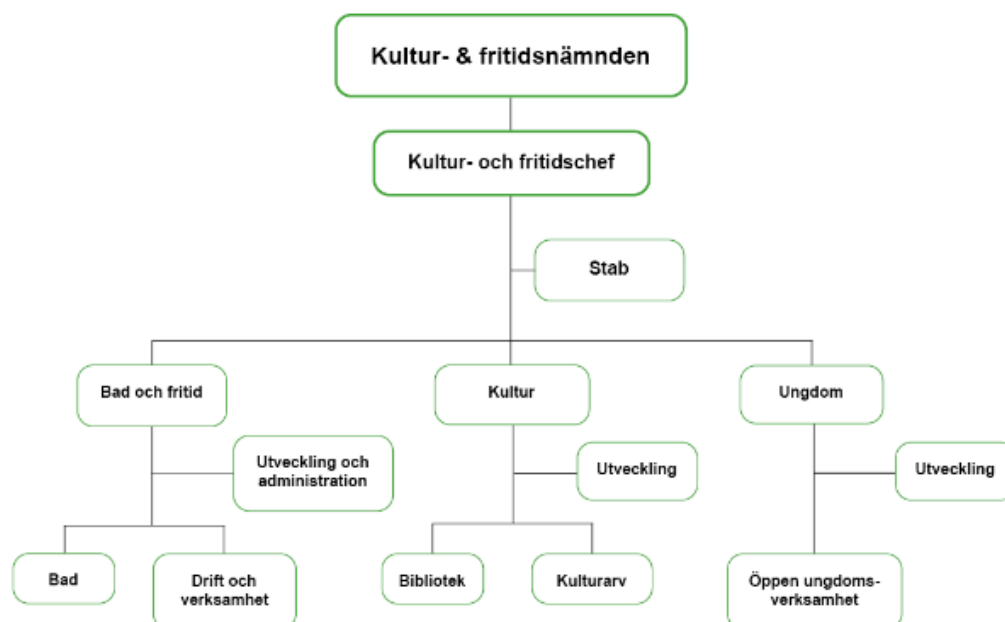 Kultur- & fritidsnämnden
Kultur- och fritidschef
Stab
Bad och fritid
Kultur
Ungdom
Utveckling och
administration
Utveckling
Utveckling
Bad
Drift och
verksamhet
Bibliotek
Kulturarv
Öppen ungdoms-
verksamhet